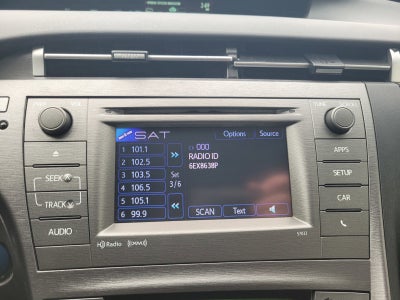 SAT
Options
Source
CH 000
RADIO ID
6EX8638P
1 101.1
2 102.5
3 103.5
4 106.5
5 105.1
6 99.9
>>
Set
3/6
<<
SCAN
Text
SEEK
TRACK
AUDIO
APPS
SETUP
CAR
HD Radio